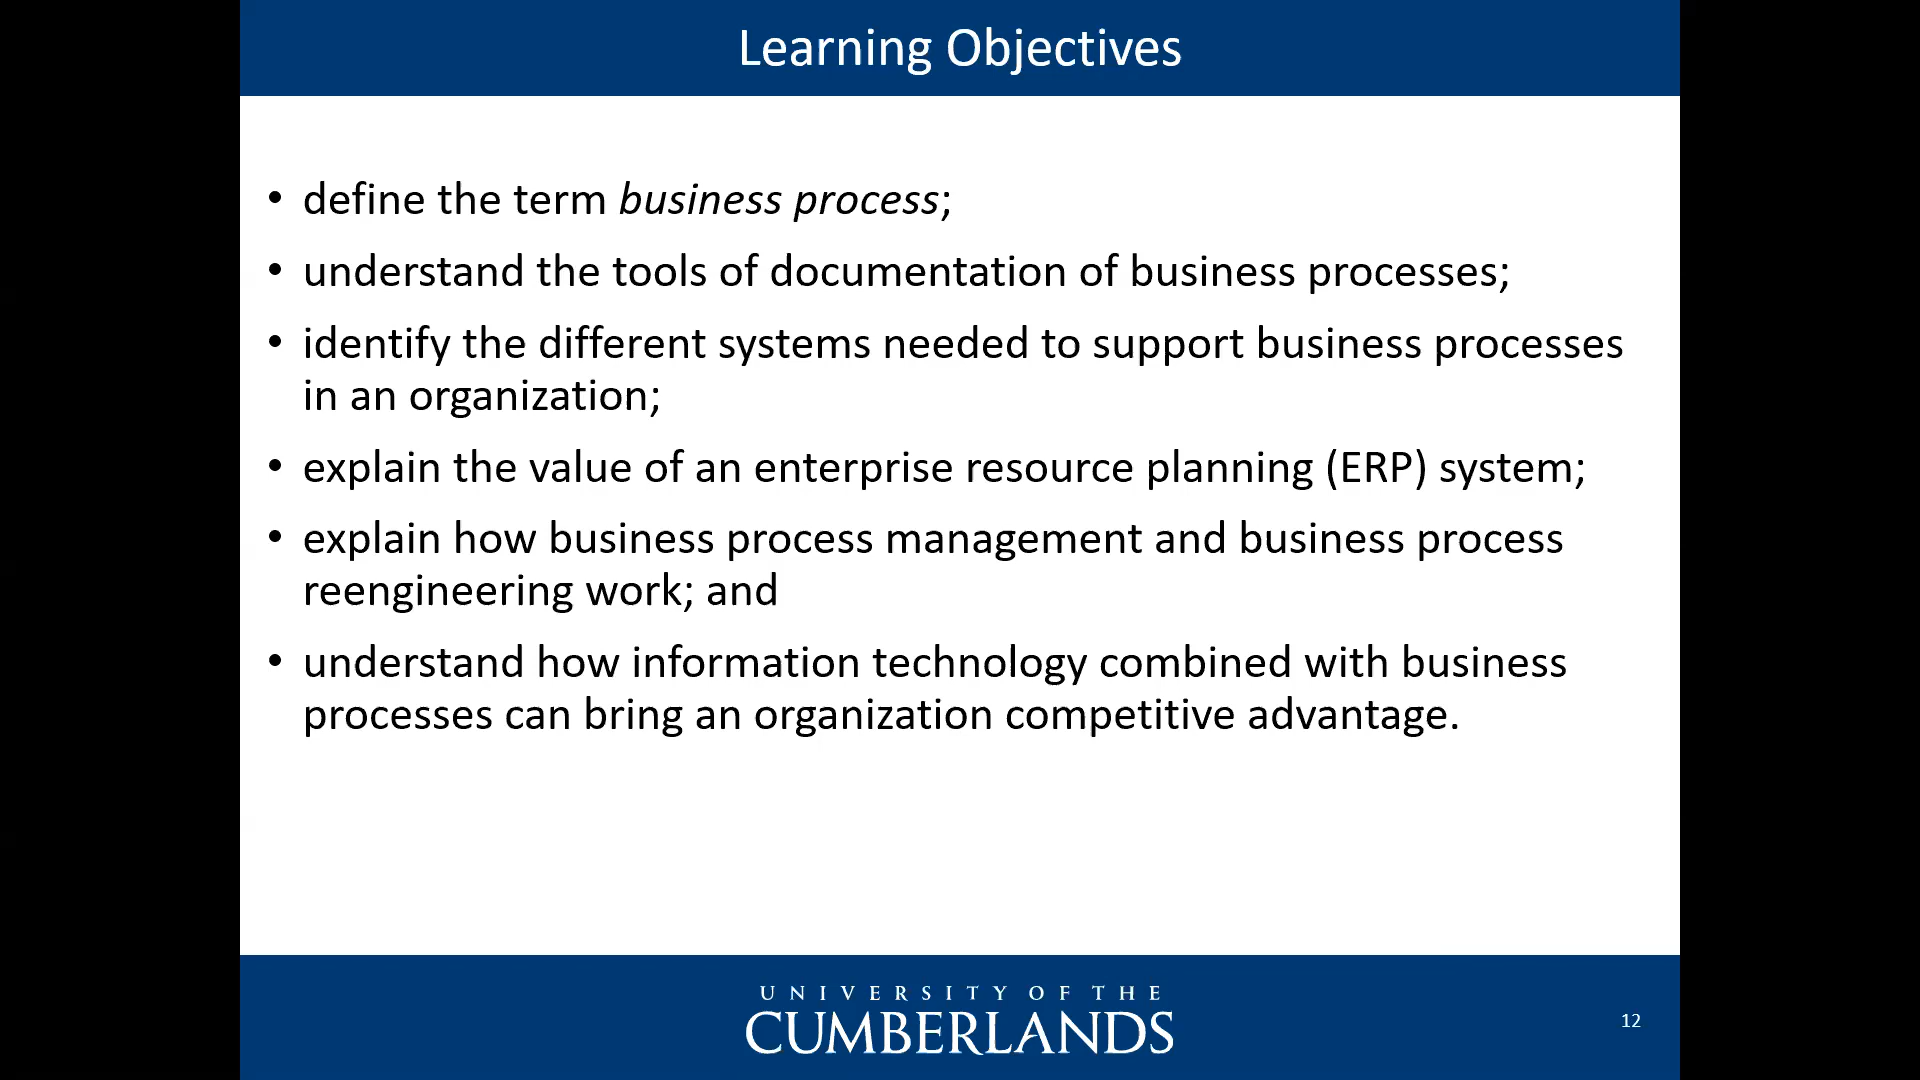 Learning Objectives
• define the term business process;
• understand the tools of documentation of business processes;
• identify the different systems needed to support business processes
in an organization;
• explain the value of an enterprise resource planning (ERP) system;
• explain how business process management and business process
reengineering work; and
• understand how information technology combined with business
processes can bring an organization competitive advantage.
UNIVERSITY OF THE
CUMBERLANDS
12